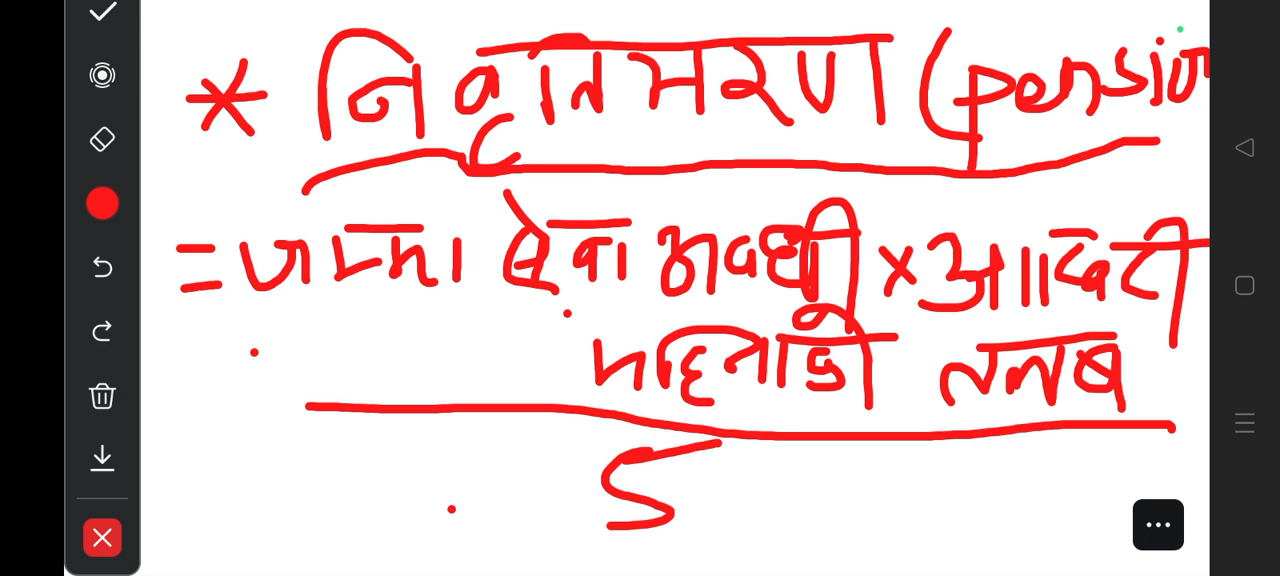 * निवृत्तिभरण (pension
= जम्मा सेवा अवधी × आखिरी
महिनाको तलब
5